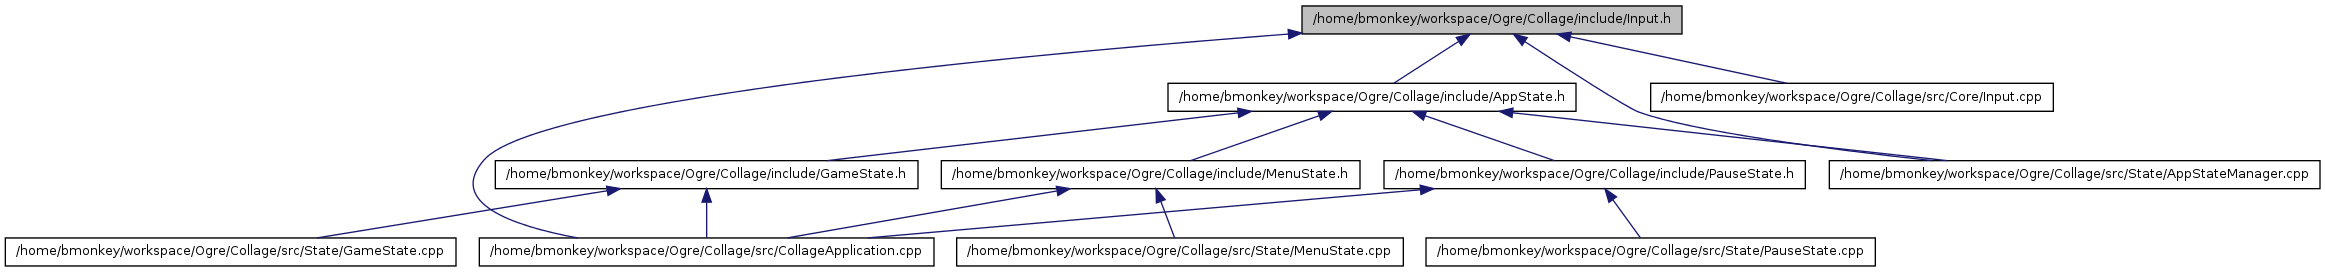 /home/bmonkey/workspace/Ogre/Collage/include/Input.h
/home/bmonkey/workspace/Ogre/Collage/include/AppState.h
/home/bmonkey/workspace/Ogre/Collage/src/Core/Input.cpp
/home/bmonkey/workspace/Ogre/Collage/include/GameState.h
/home/bmonkey/workspace/Ogre/Collage/include/MenuState.h
/home/bmonkey/workspace/Ogre/Collage/include/PauseState.h
/home/bmonkey/workspace/Ogre/Collage/src/State/AppStateManager.cpp
/home/bmonkey/workspace/Ogre/Collage/src/State/GameState.cpp
/home/bmonkey/workspace/Ogre/Collage/src/CollageApplication.cpp
/home/bmonkey/workspace/Ogre/Collage/src/State/MenuState.cpp
/home/bmonkey/workspace/Ogre/Collage/src/State/PauseState.cpp